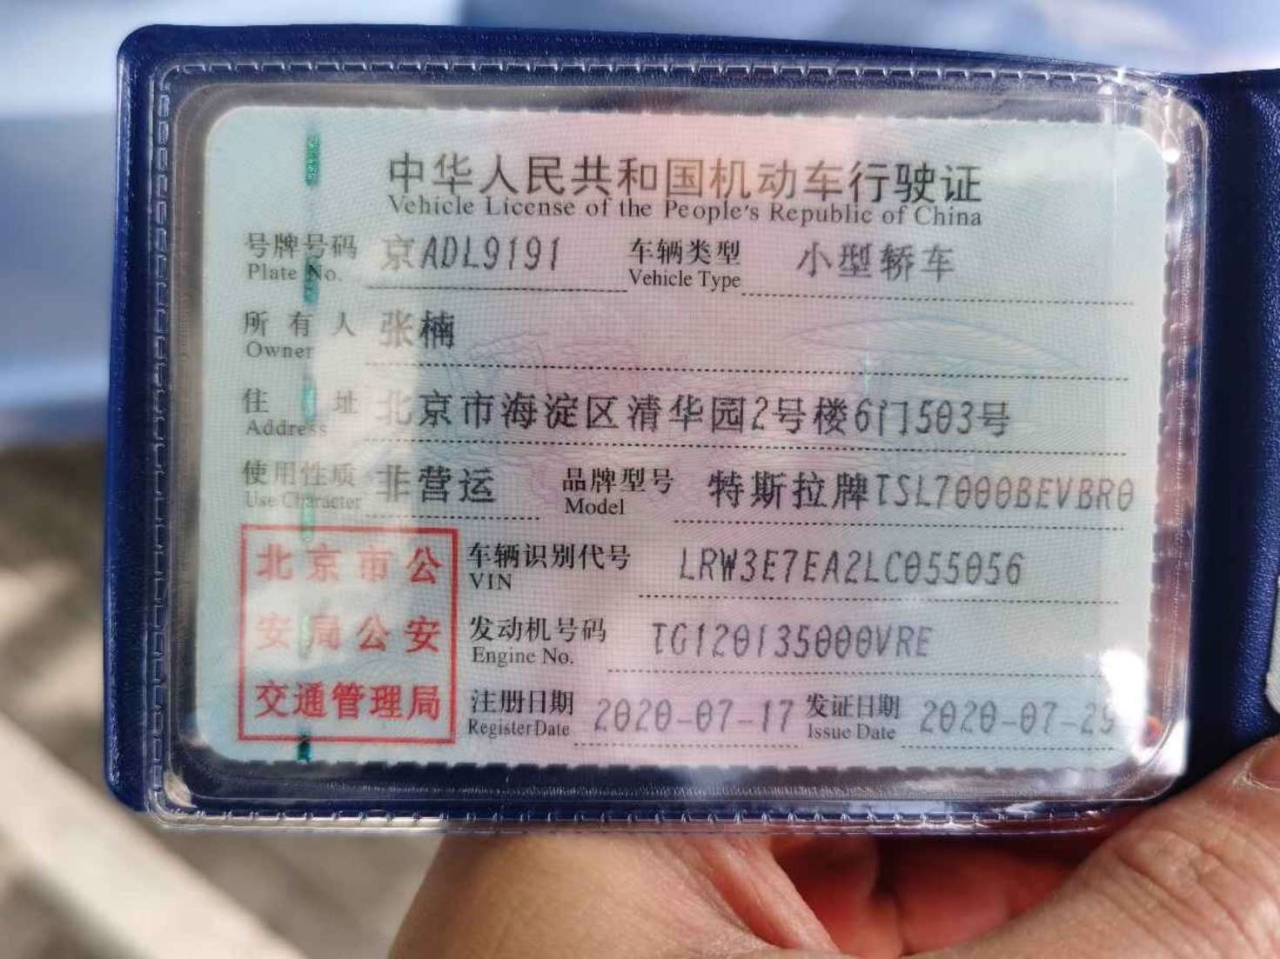 中华人民共和国机动车行驶证
Vehicle License of the People's Republic of China
号牌号码 京ADL9191 车辆类型 小型轿车
Plate No. Vehicle Type
所有人 张楠
Owner
住址 北京市海淀区清华园2号楼6门503号
Address
使用性质 非营运 品牌型号 特斯拉牌TSL7000BEVBR0
Use Character Model
北京市公
安局公安
交通管理局
车辆识别代号 LRW3E7EA2LC055056
VIN
发动机号码 TG120135000VRE
Engine No.
注册日期 2020-07-17 发证日期 2020-07-29
Register Date Issue Date